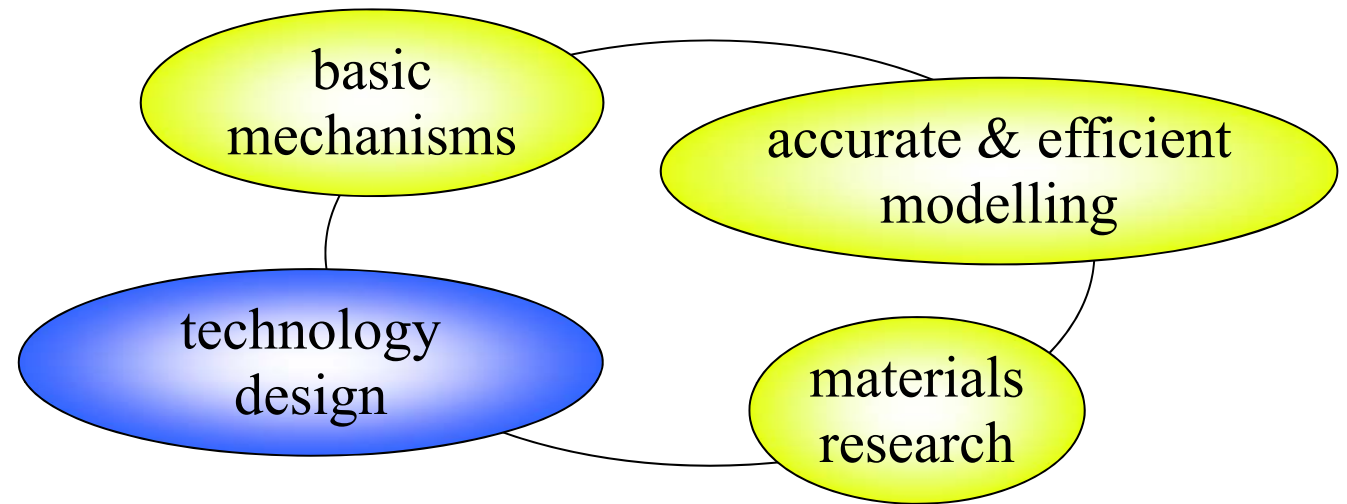 basic
mechanisms
accurate & efficient
modelling
technology
design
materials
research